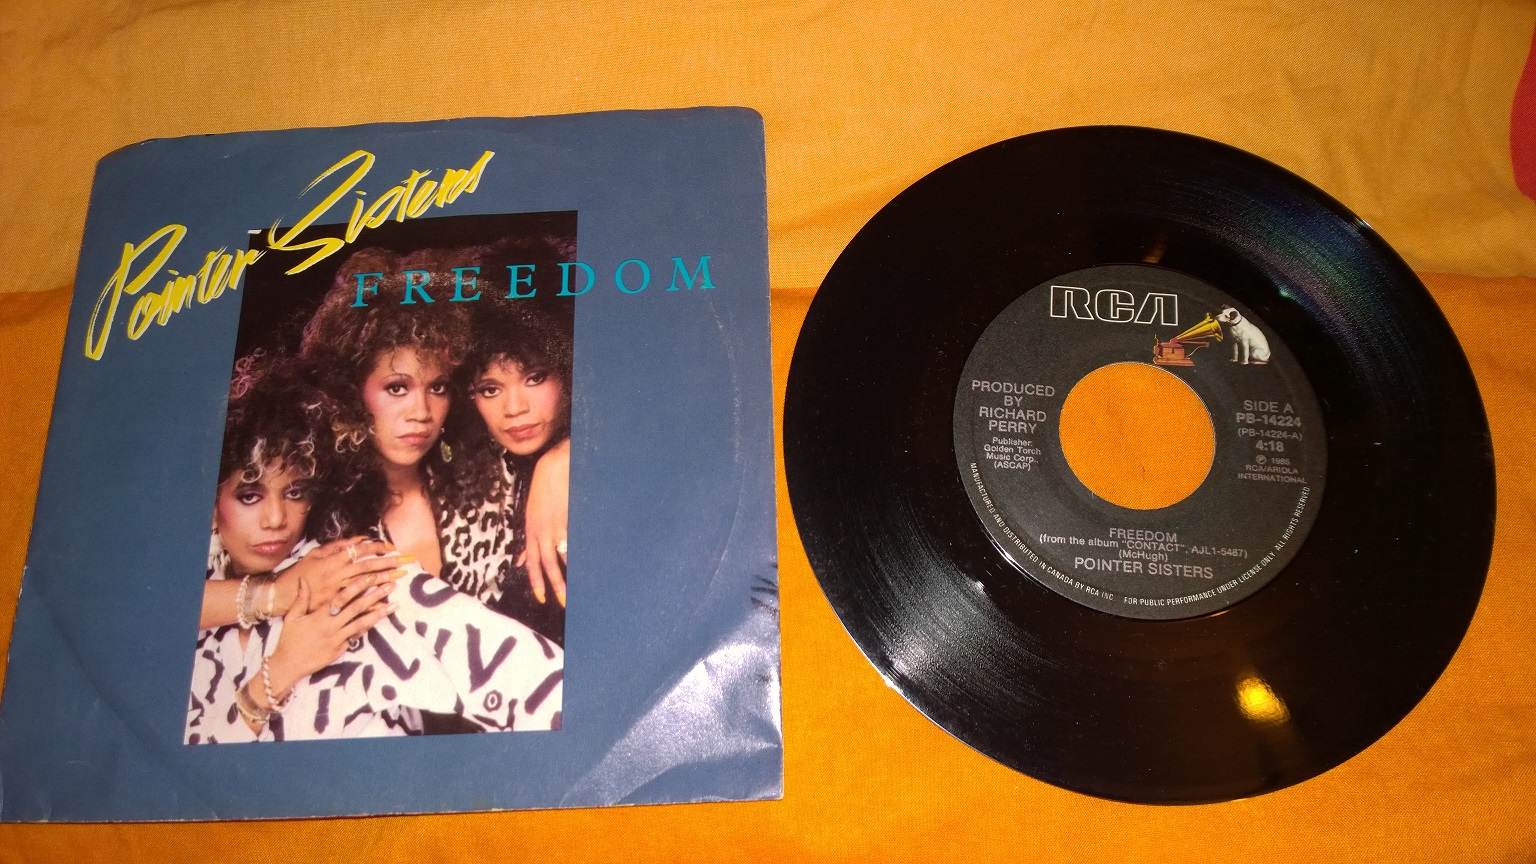 Pointer Sisters
FREEDOM
RCA
PRODUCED
BY
RICHARD
PERRY
Publisher:
Golden Torch
Music Corp.
(ASCAP)
SIDE A
PB-14224
(PB-14224-A)
4:18
℗ 1985
RCA/ARIOLA
INTERNATIONAL
FREEDOM
(from the album "CONTACT", AJL1-5487)
(McHugh)
POINTER SISTERS
MANUFACTURED AND DISTRIBUTED IN CANADA BY RCA INC FOR PUBLIC PERFORMANCE UNDER LICENSE ONLY. ALL RIGHTS RESERVED